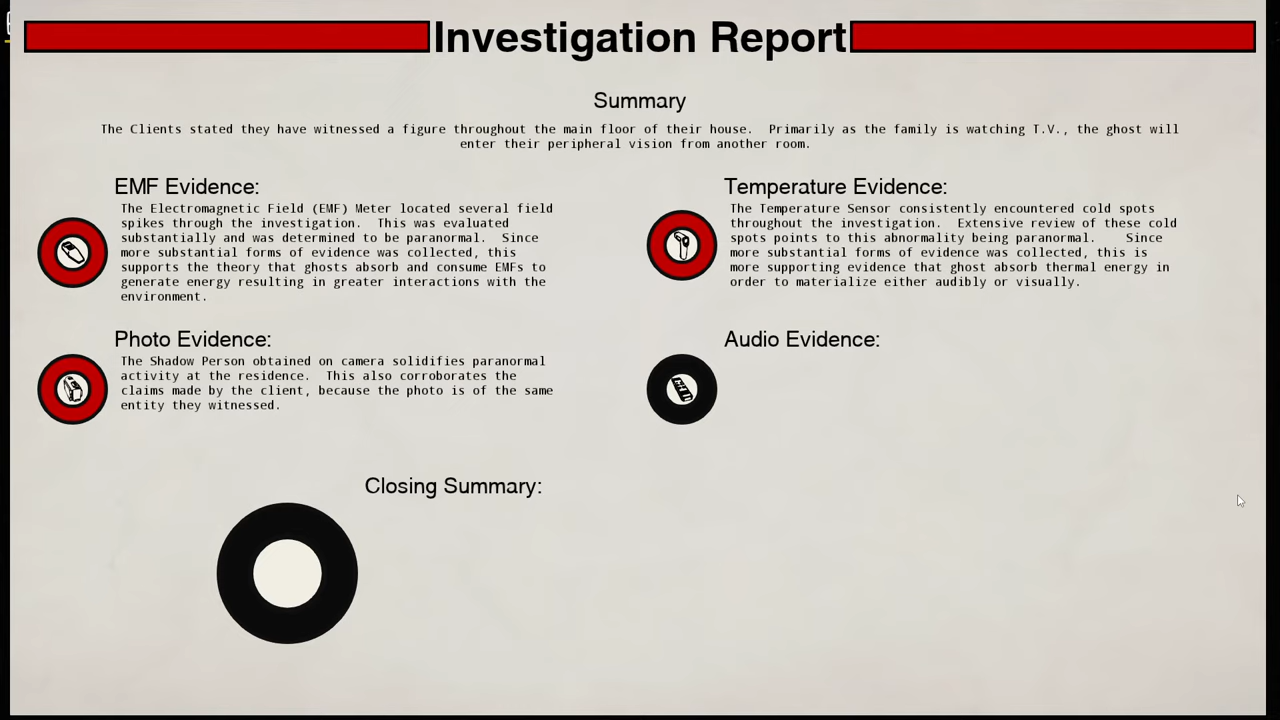 Investigation Report
Summary
The Clients stated they have witnessed a figure throughout the main floor of their house.  Primarily as the family is watching T.V., the ghost will
enter their peripheral vision from another room.
EMF Evidence:
The Electromagnetic Field (EMF) Meter located several field
spikes through the investigation.  This was evaluated
substantially and was determined to be paranormal.  Since
more substantial forms of evidence was collected, this
supports the theory that ghosts absorb and consume EMFs to
generate energy resulting in greater interactions with the
environment.
Temperature Evidence:
The Temperature Sensor consistently encountered cold spots
throughout the investigation.  Extensive review of these cold
spots points to this abnormality being paranormal.    Since
more substantial forms of evidence was collected, this is
more supporting evidence that ghost absorb thermal energy in
order to materialize either audibly or visually.
Photo Evidence:
The Shadow Person obtained on camera solidifies paranormal
activity at the residence.  This also corroborates the
claims made by the client, because the photo is of the same
entity they witnessed.
Audio Evidence:
Closing Summary: